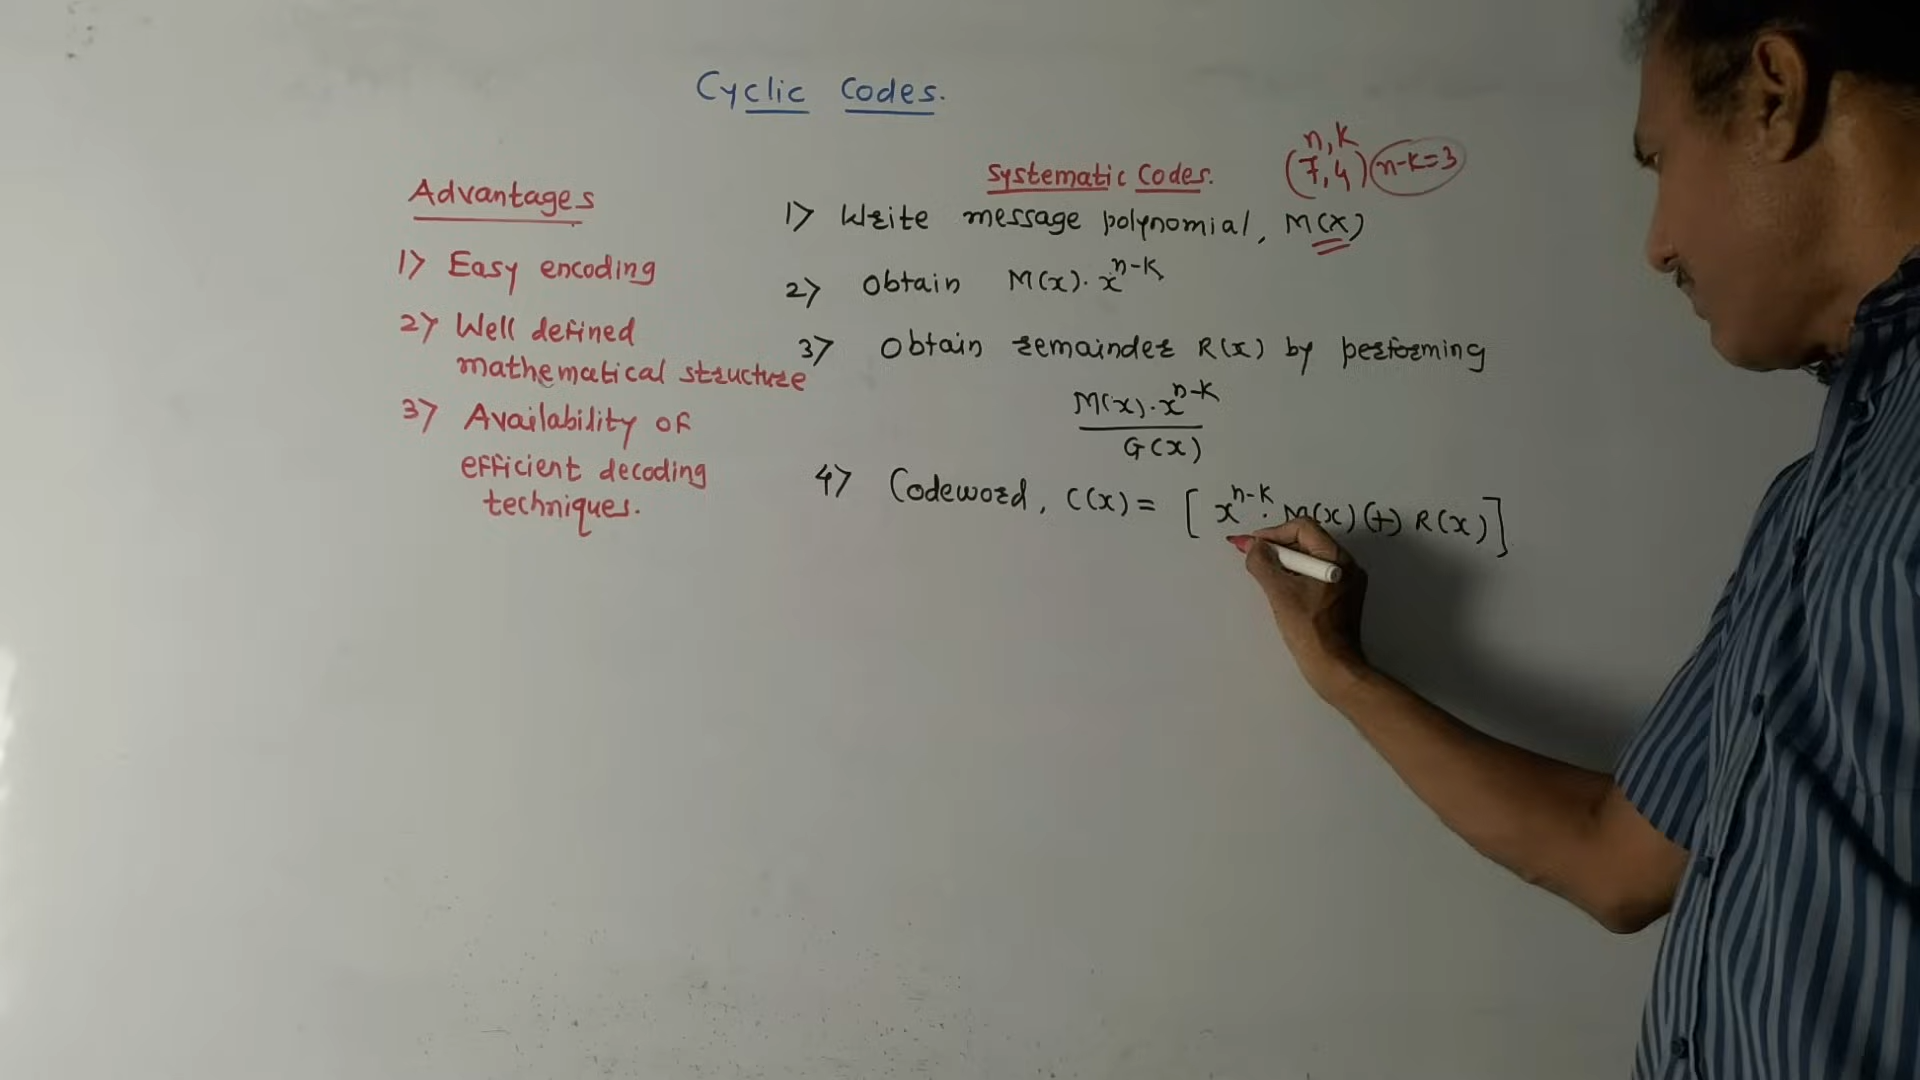 Cyclic Codes.
Advantages
1> Easy encoding
2> Well defined
mathematical structure
3> Availability of
efficient decoding
techniques.
Systematic Codes.
n,k
(7,4) n-k=3
1> Write message polynomial, M(x)
2> Obtain M(x).x^n-k
3> Obtain remainder R(x) by performing
M(x).x^n-k
G(x)
4> Codeword, C(x) = [x^n-k . M(x) (+) R(x)]